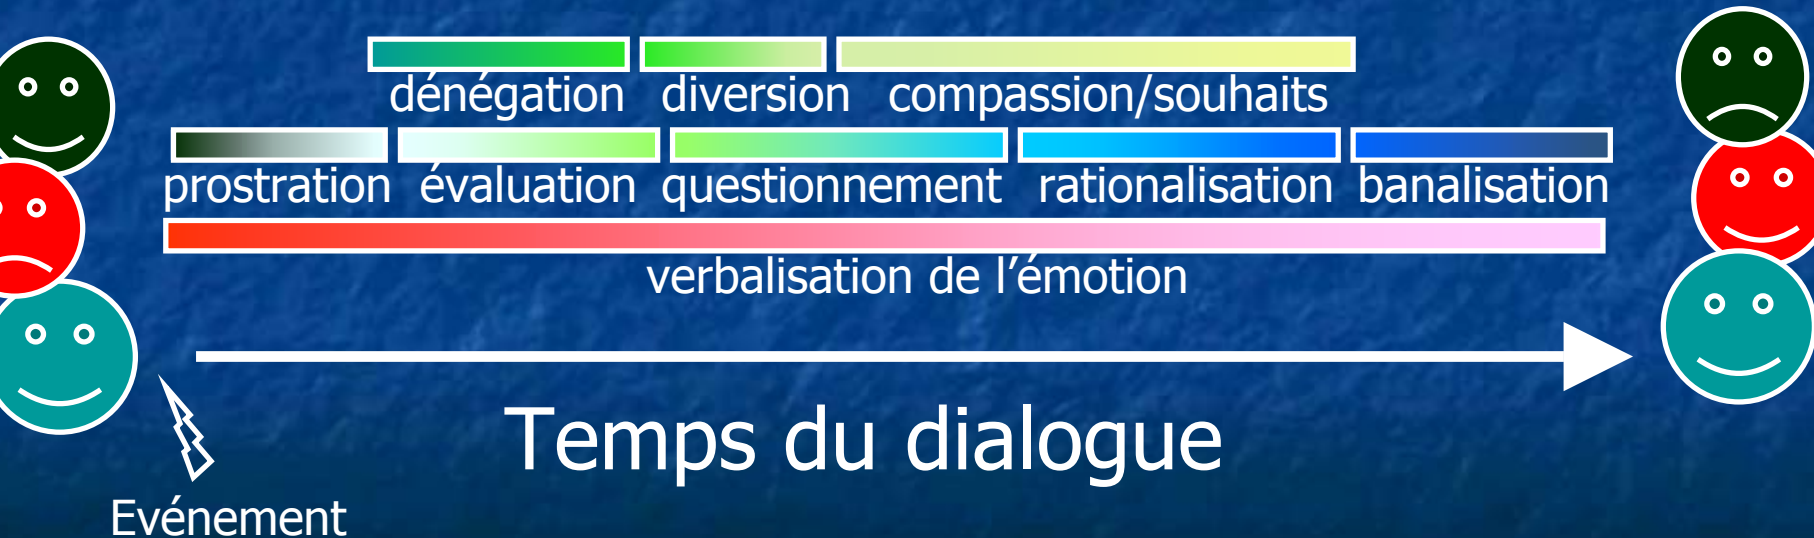 dénégation diversion compassion/souhaits
prostration évaluation questionnement rationalisation banalisation
verbalisation de l’émotion
Temps du dialogue
Evénement